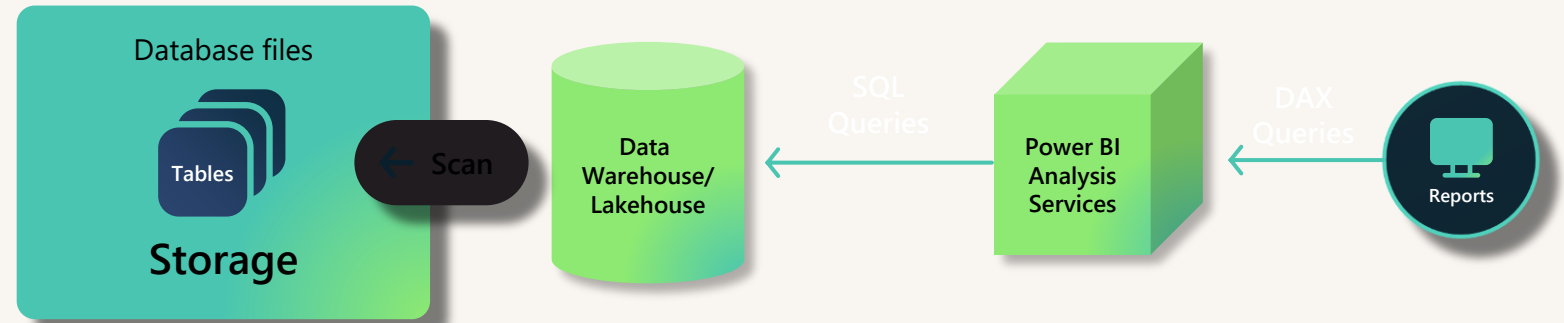 Database files
Tables
Storage
Scan
Data
Warehouse/
Lakehouse
SQL
Queries
Power BI
Analysis
Services
DAX
Queries
Reports